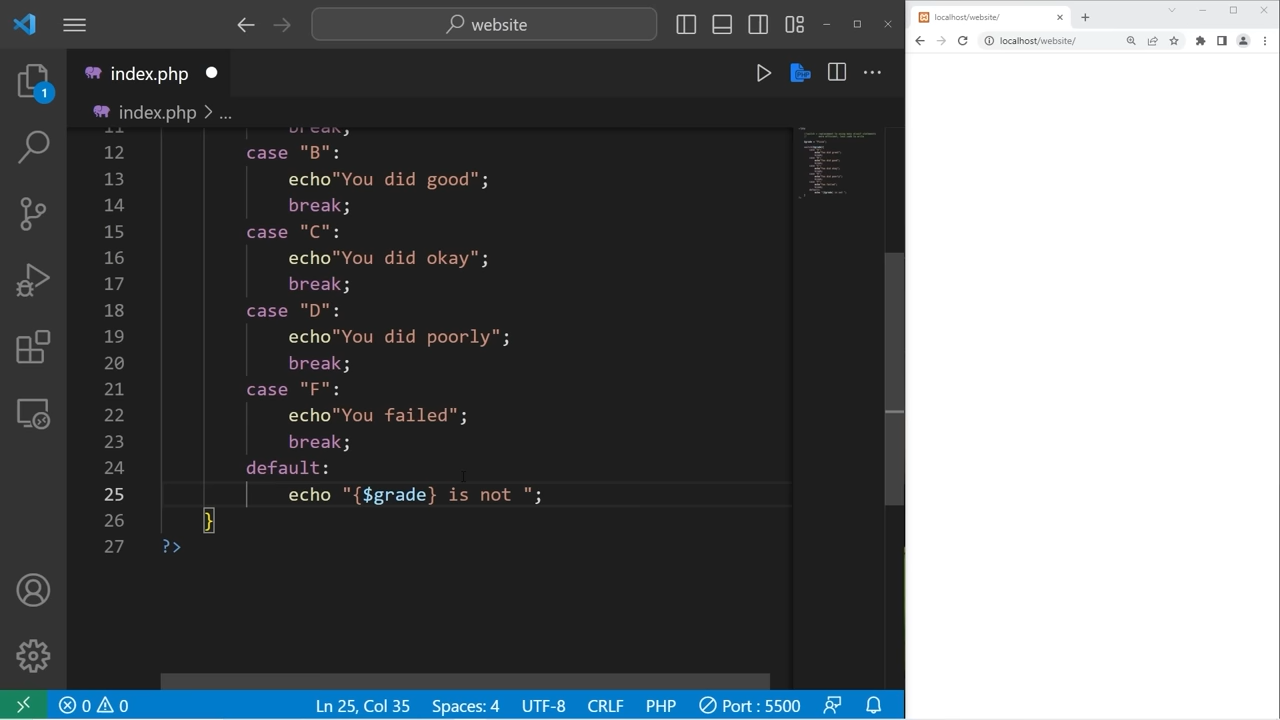 website
localhost/website/
localhost/website/
index.php
index.php > ...
1
11 break;
12 case "B":
13 echo"You did good";
14 break;
15 case "C":
16 echo"You did okay";
17 break;
18 case "D":
19 echo"You did poorly";
20 break;
21 case "F":
22 echo"You failed";
23 break;
24 default:
25 echo "{$grade} is not ";
26 }
27 ?>
0 0 Ln 25, Col 35 Spaces: 4 UTF-8 CRLF PHP Port : 5500